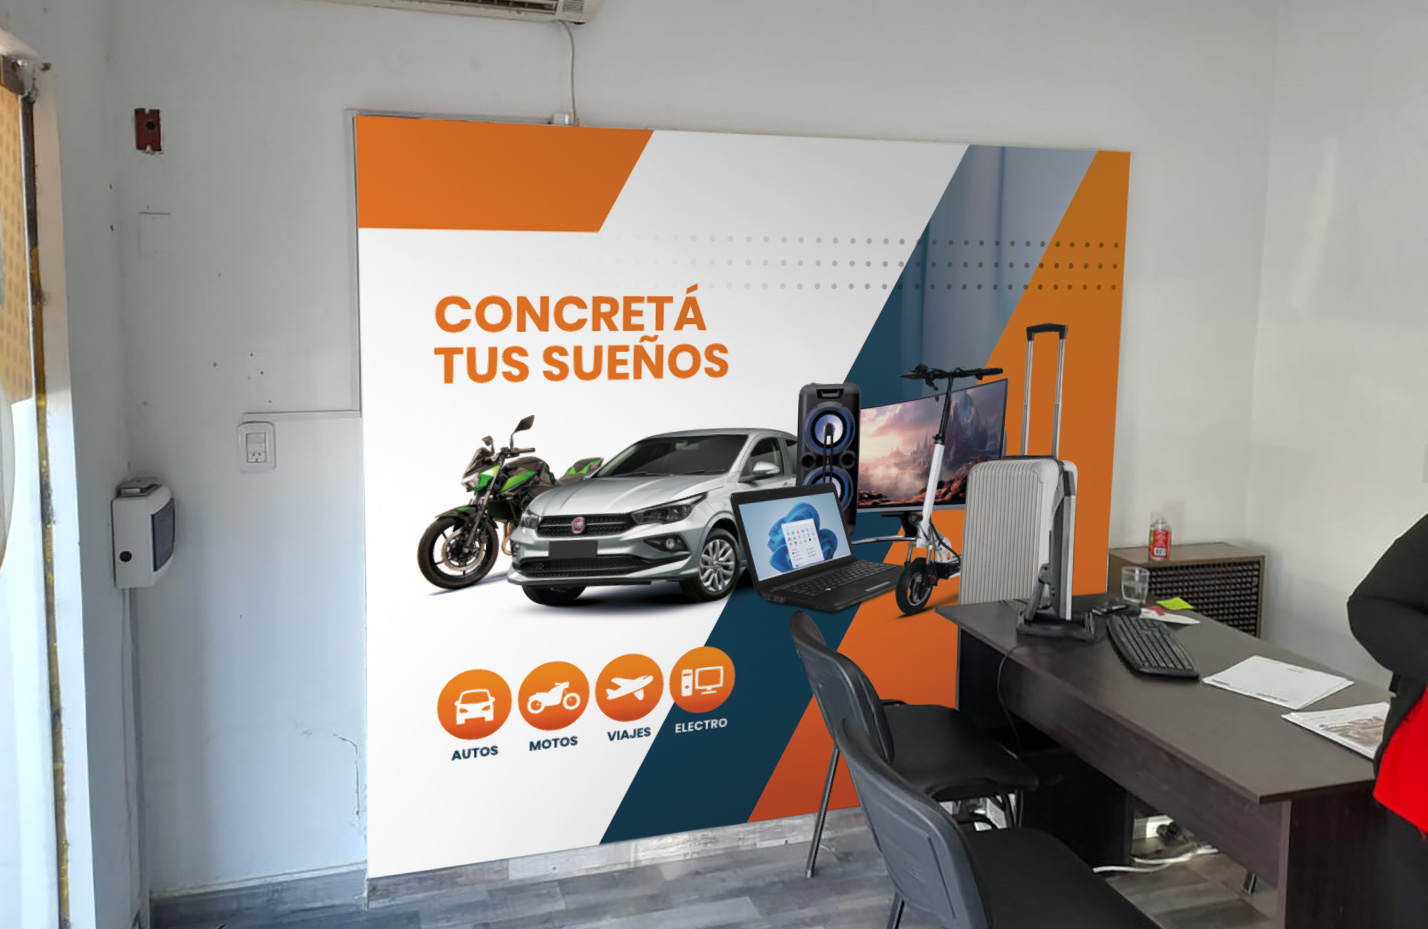 CONCRETÁ
TUS SUEÑOS
AUTOS
MOTOS
VIAJES
ELECTRO